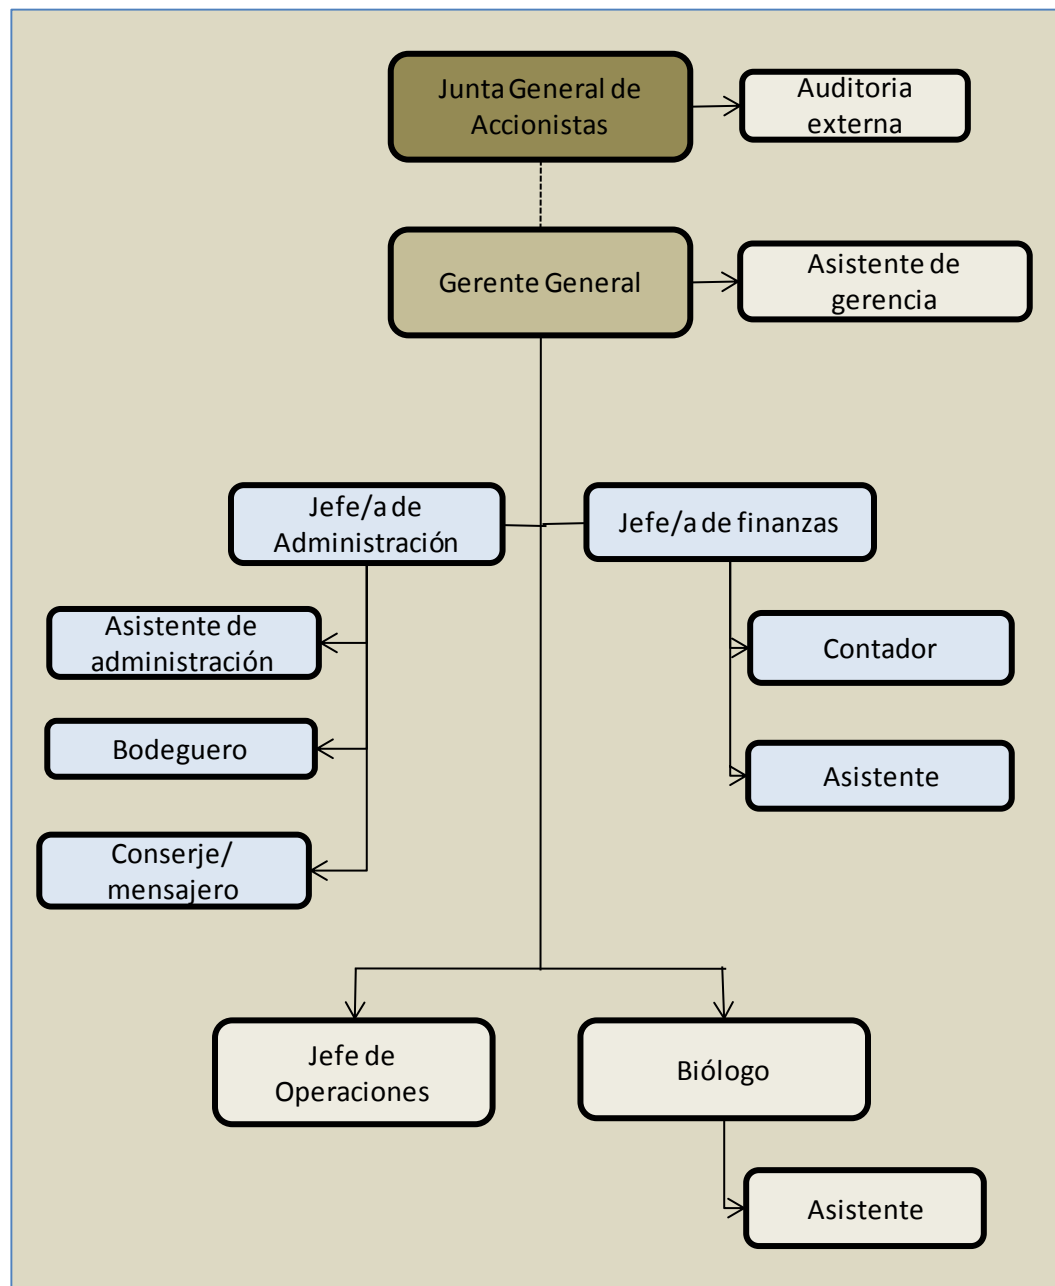 Junta General de
Accionistas
Auditoria
externa
Gerente General
Asistente de
gerencia
Jefe/a de
Administración
Jefe/a de finanzas
Asistente de
administración
Contador
Bodeguero
Asistente
Conserje/
mensajero
Jefe de
Operaciones
Biólogo
Asistente